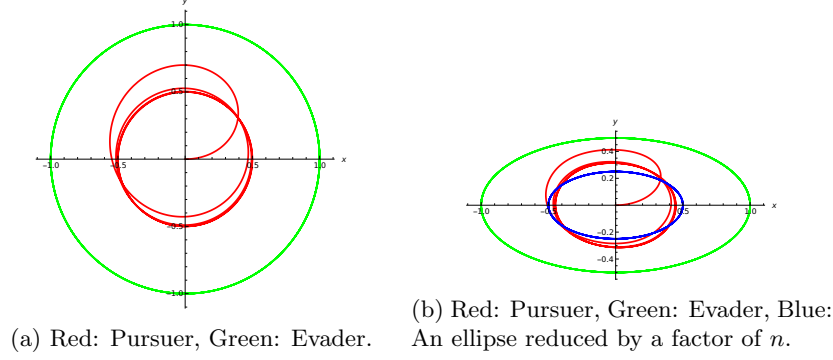 y
1.0
0.5
−1.0
−0.5
0.5
1.0
x
−0.5
−1.0
(a) Red: Pursuer, Green: Evader.
y
0.4
0.2
−1.0
−0.5
0.5
1.0
x
−0.2
−0.4
(b) Red: Pursuer, Green: Evader, Blue:
An ellipse reduced by a factor of n.